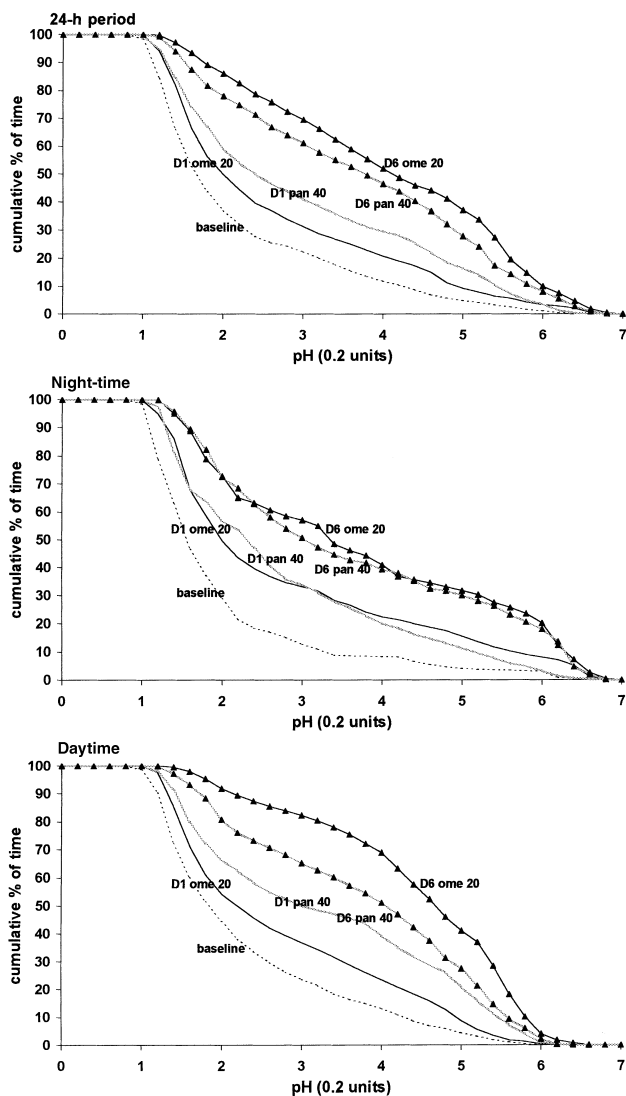 24-h period
cumulative % of time
100
90
80
70
60
50
40
30
20
10
0
D1 ome 20
D6 ome 20
D1 pan 40
D6 pan 40
baseline
0 1 2 3 4 5 6 7
pH (0.2 units)
Night-time
cumulative % of time
100
90
80
70
60
50
40
30
20
10
0
D1 ome 20
D6 ome 20
D1 pan 40
D6 pan 40
baseline
0 1 2 3 4 5 6 7
pH (0.2 units)
Daytime
cumulative % of time
100
90
80
70
60
50
40
30
20
10
0
D1 ome 20
D6 ome 20
D1 pan 40
D6 pan 40
baseline
0 1 2 3 4 5 6 7
pH (0.2 units)